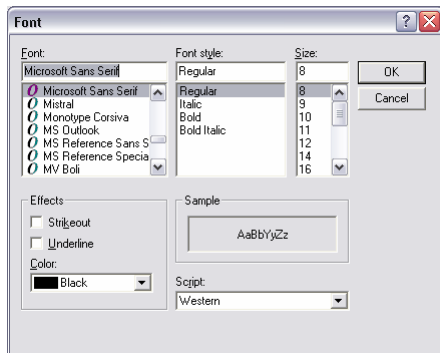 Font
Font: Font style: Size:
Microsoft Sans Serif Regular 8 OK
Microsoft Sans Serif Regular 8 Cancel
Mistral Italic 9
Monotype Corsiva Bold 10
MS Outlook Bold Italic 11
MS Reference Sans S 12
MS Reference Specia 14
MV Boli 16
Effects Sample
Strikeout
Underline AaBbYyZz
Color:
Black Script:
Western